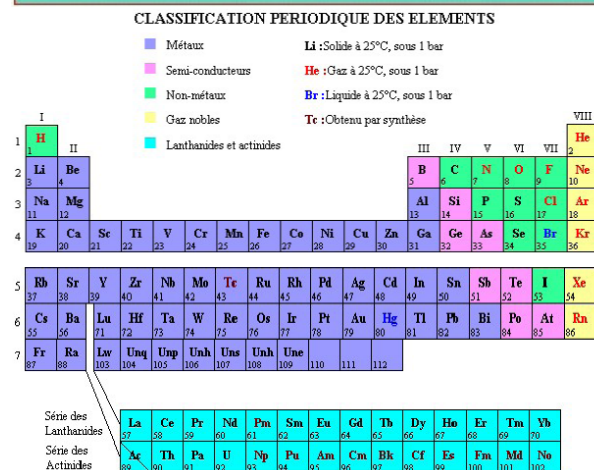 CLASSIFICATION PERIODIQUE DES ELEMENTS
Métaux Li :Solide à 25°C, sous 1 bar
Semi-conducteurs He :Gaz à 25°C, sous 1 bar
Non-métaux Br :Liquide à 25°C, sous 1 bar
Gaz nobles Tc :Obtenu par synthèse
Lanthanides et actinides
I VIII
1 H He
1 2
II III IV V VI VII
2 Li Be B C N O F Ne
3 4 5 6 7 8 9 10
3 Na Mg Al Si P S Cl Ar
11 12 13 14 15 16 17 18
4 K Ca Sc Ti V Cr Mn Fe Co Ni Cu Zn Ga Ge As Se Br Kr
19 20 21 22 23 24 25 26 27 28 29 30 31 32 33 34 35 36
5 Rb Sr Y Zr Nb Mo Tc Ru Rh Pd Ag Cd In Sn Sb Te I Xe
37 38 39 40 41 42 43 44 45 46 47 48 49 50 51 52 53 54
6 Cs Ba Lu Hf Ta W Re Os Ir Pt Au Hg Tl Pb Bi Po At Rn
55 56 71 72 73 74 75 76 77 78 79 80 81 82 83 84 85 86
7 Fr Ra Lw Unq Unp Unh Uns Unh Une
87 88 103 104 105 106 107 108 109 110 111 112
Série des Lanthanides La Ce Pr Nd Pm Sm Eu Gd Tb Dy Ho Er Tm Yb
57 58 59 60 61 62 63 64 65 66 67 68 69 70
Série des Actinides Ac Th Pa U Np Pu Am Cm Bk Cf Es Fm Md No
89 90 91 92 93 94 95 96 97 98 99 100 101 102